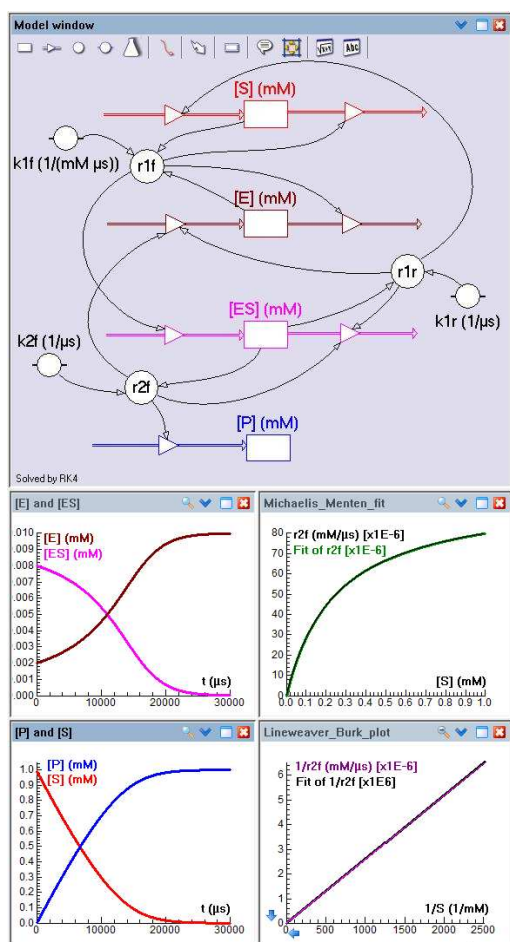 Model window
√x+y Abc
[S] (mM)
k1f (1/(mM μs))
r1f
[E] (mM)
r1r
[ES] (mM)
k1r (1/μs)
k2f (1/μs)
r2f
[P] (mM)
Solved by RK4
[E] and [ES]
.010
.008
.006
.005
.004
.003
.002
.001
.000
[E] (mM)
[ES] (mM)
t (μs)
0 10000 20000 30000
Michaelis_Menten_fit
80
70
60
50
40
30
20
10
0
r2f (mM/μs) [x1E-6]
Fit of r2f [x1E-6]
[S] (mM)
0.0 0.1 0.2 0.3 0.4 0.5 0.6 0.7 0.8 0.9 1.0
[P] and [S]
1.0
0.9
0.8
0.7
0.6
0.5
0.4
0.3
0.2
0.1
0.0
[P] (mM)
[S] (mM)
t (μs)
0 10000 20000 30000
Lineweaver_Burk_plot
6
5
4
3
2
1
0
1/r2f (mM/μs) [x1E-6]
Fit of 1/r2f [x1E6]
1/S (1/mM)
0 500 1000 1500 2000 2500